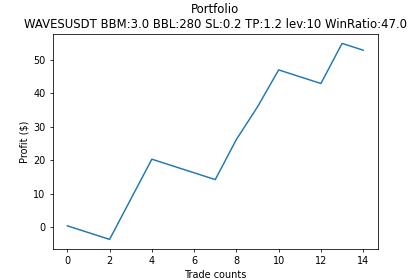 Portfolio
WAVESUSDT BBM:3.0 BBL:280 SL:0.2 TP:1.2 lev:10 WinRatio:47.0
50
40
30
20
10
0
Profit ($)
0 2 4 6 8 10 12 14
Trade counts